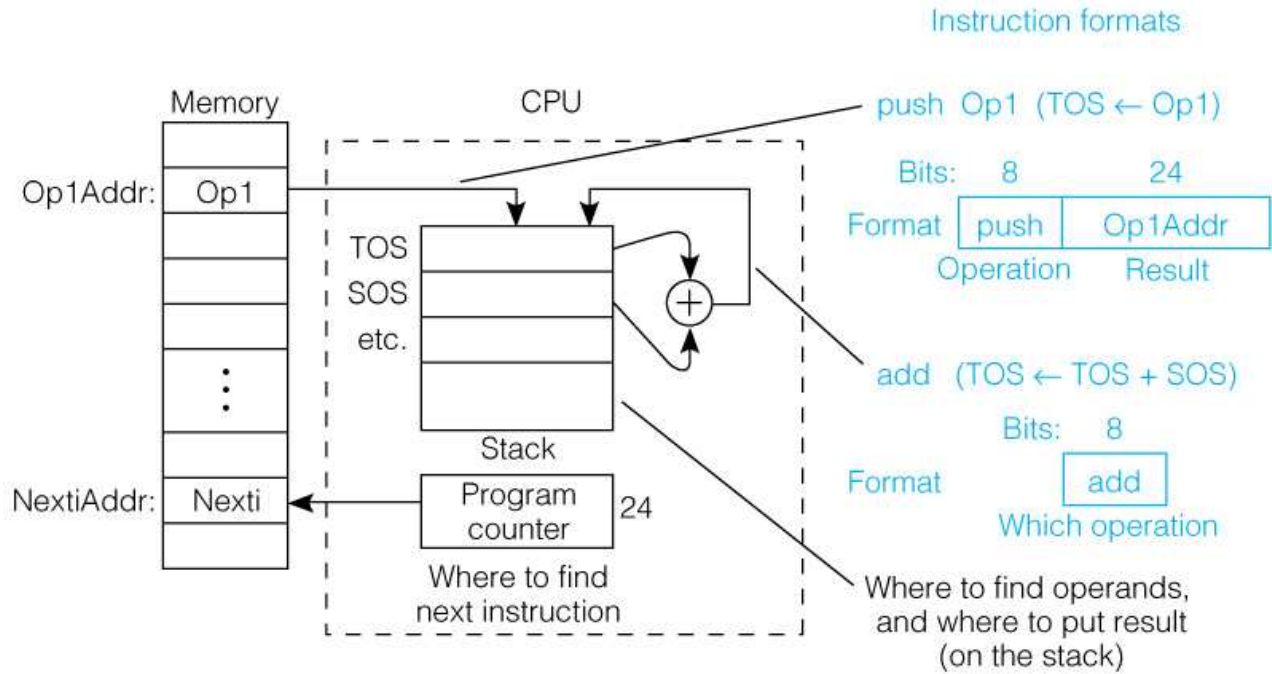 Instruction formats
Memory
CPU
push Op1 (TOS ← Op1)
Op1Addr:
Op1
Bits: 8 24
Format push Op1Addr
Operation Result
TOS
SOS
etc.
+
add (TOS ← TOS + SOS)
Bits: 8
Format add
Which operation
Stack
NextiAddr:
Nexti
Program
counter
24
Where to find
next instruction
Where to find operands,
and where to put result
(on the stack)